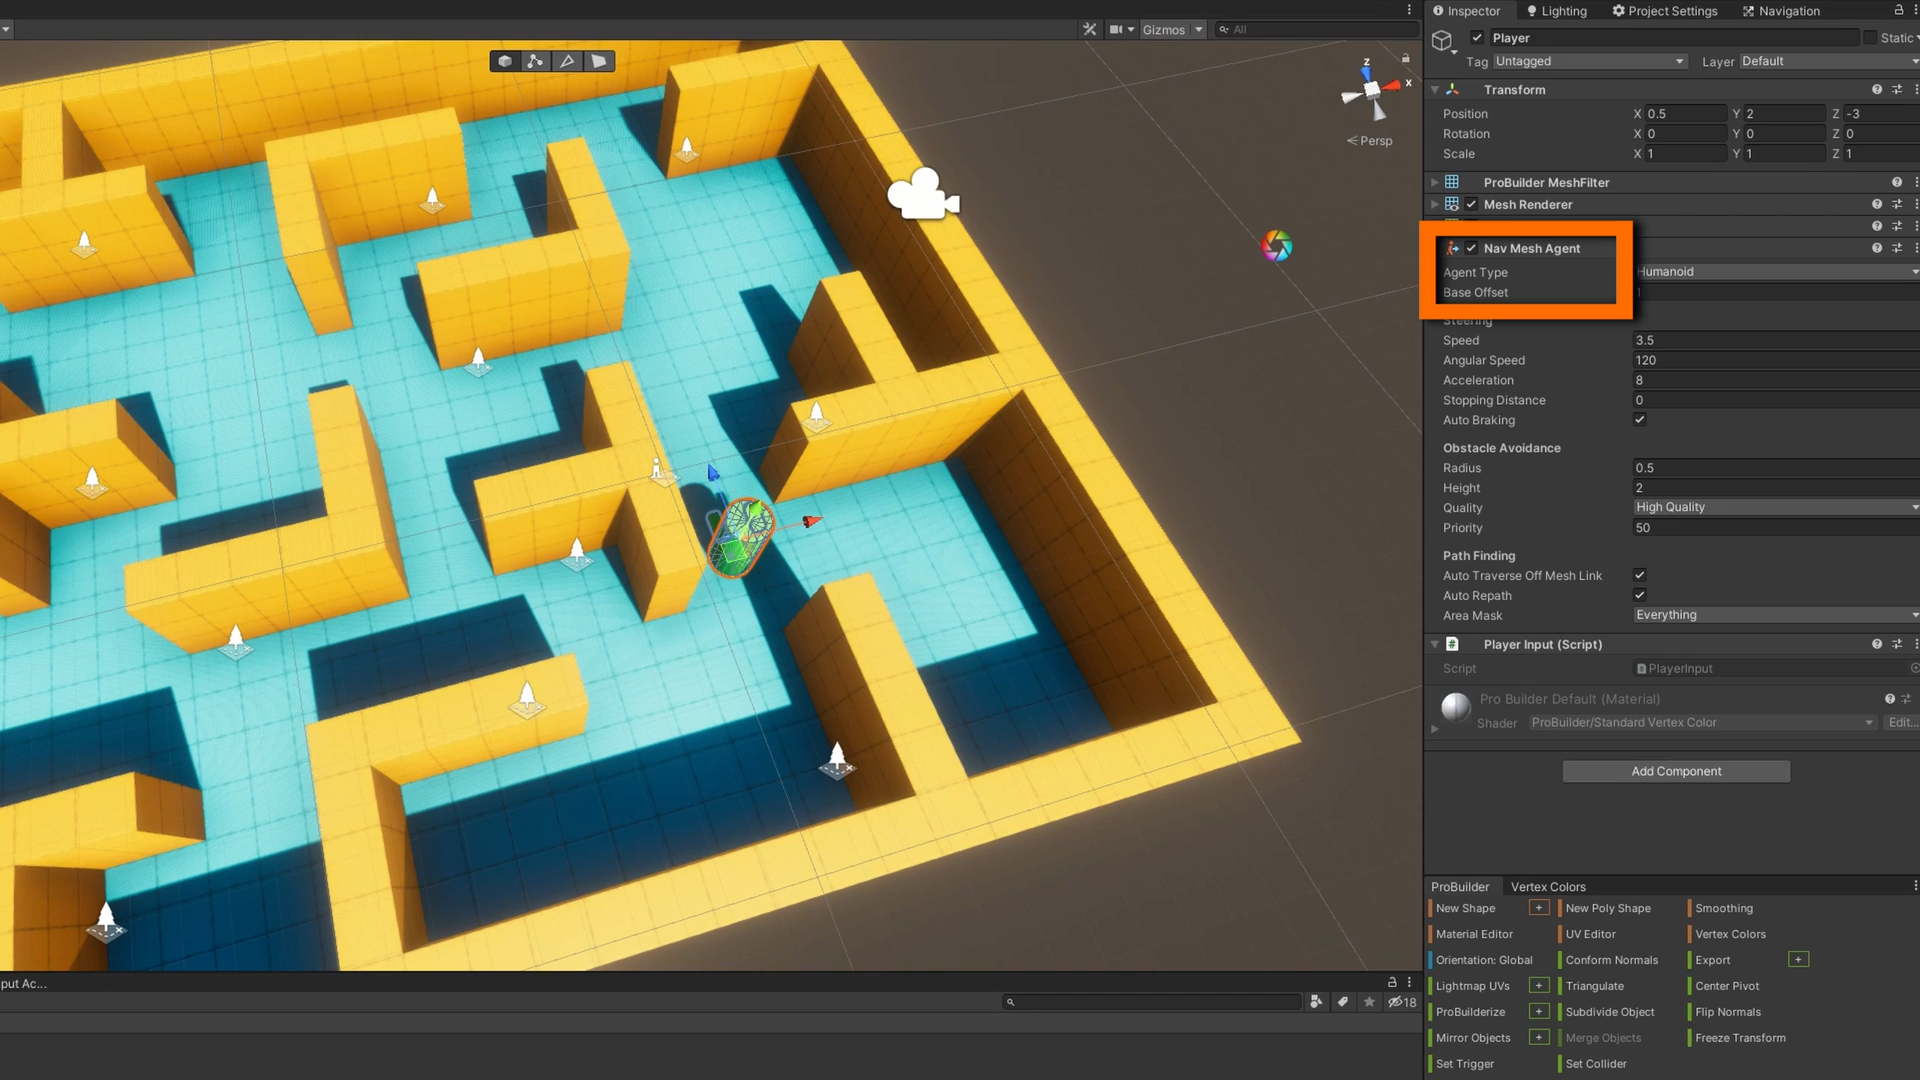 Inspector Lighting Project Settings Navigation
Gizmos All
Player Static
Tag Untagged Layer Default
Z
X
Persp
Transform
Position X 0.5 Y 2 Z -3
Rotation X 0 Y 0 Z 0
Scale X 1 Y 1 Z 1
ProBuilder MeshFilter
Mesh Renderer
Nav Mesh Agent
Agent Type Humanoid
Base Offset 1
Steering
Speed 3.5
Angular Speed 120
Acceleration 8
Stopping Distance 0
Auto Braking
Obstacle Avoidance
Radius 0.5
Height 2
Quality High Quality
Priority 50
Path Finding
Auto Traverse Off Mesh Link
Auto Repath
Area Mask Everything
# Player Input (Script)
Script PlayerInput
Pro Builder Default (Material)
Shader ProBuilder/Standard Vertex Color Edit...
Add Component
ProBuilder Vertex Colors
New Shape + New Poly Shape Smoothing
Material Editor UV Editor Vertex Colors
Orientation: Global Conform Normals Export +
Lightmap UVs + Triangulate Center Pivot
ProBuilderize + Subdivide Object Flip Normals
Mirror Objects + Merge Objects Freeze Transform
Set Trigger Set Collider
put Ac...
18